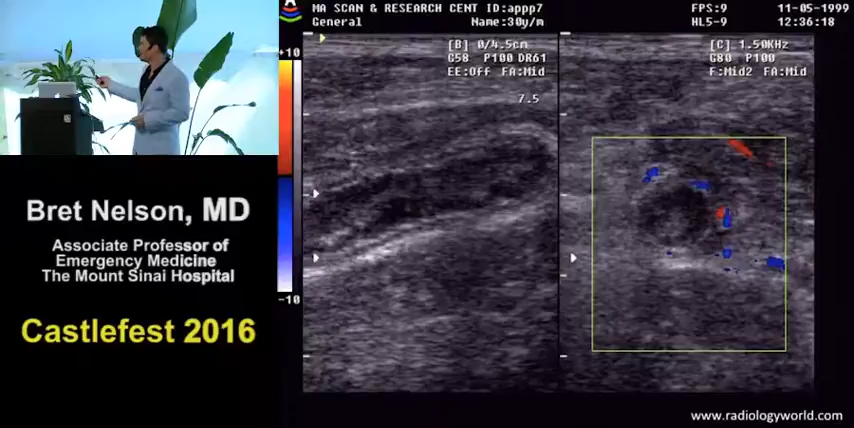 MA SCAN & RESEARCH CENT ID:appp7
General
Name:30y/m
FPS:9
HL5-9
11-05-1999
12:36:18
+10
-10
[B] 0/4.5cm
G58 P100 DR61
EE:Off FA:Mid
7.5
[C] 1.50KHz
G80 P100
F:Mid2 FA:Mid
Bret Nelson, MD
Associate Professor of
Emergency Medicine
The Mount Sinai Hospital
Castlefest 2016
www.radiologyworld.com